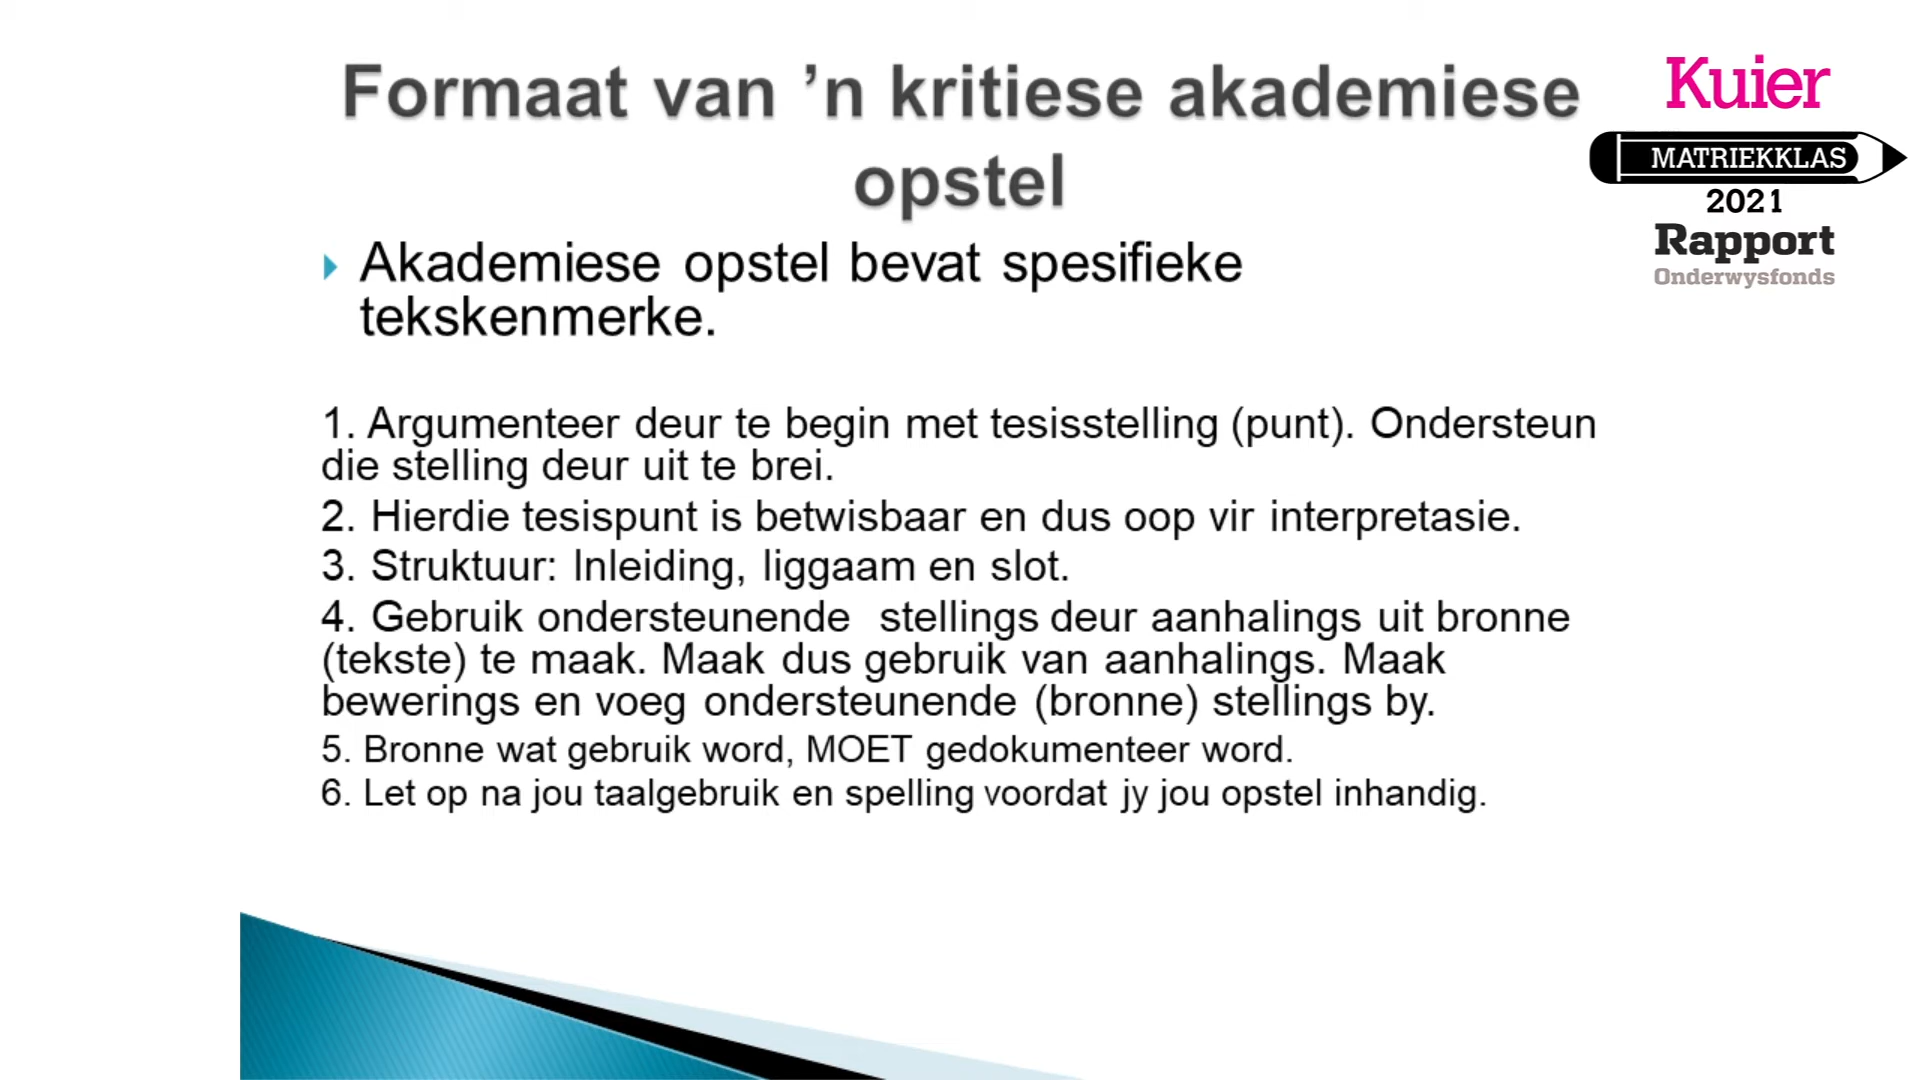 Formaat van ’n kritiese akademiese
opstel
Kuier
MATRIEKKLAS
2021
Rapport
Onderwysfonds
Akademiese opstel bevat spesifieke
tekskenmerke.
1. Argumenteer deur te begin met tesisstelling (punt). Ondersteun
die stelling deur uit te brei.
2. Hierdie tesispunt is betwisbaar en dus oop vir interpretasie.
3. Struktuur: Inleiding, liggaam en slot.
4. Gebruik ondersteunende stellings deur aanhalings uit bronne
(tekste) te maak. Maak dus gebruik van aanhalings. Maak
bewerings en voeg ondersteunende (bronne) stellings by.
5. Bronne wat gebruik word, MOET gedokumenteer word.
6. Let op na jou taalgebruik en spelling voordat jy jou opstel inhandig.